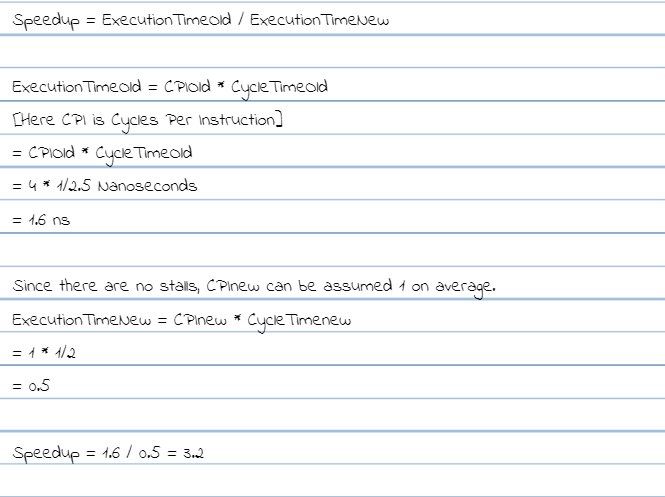 Speedup = ExecutionTimeOld / ExecutionTimeNew
ExecutionTimeOld = CPIOld * CycleTimeOld
[Here CPI is Cycles Per Instruction]
= CPIOld * CycleTimeOld
= 4 * 1/2.5 Nanoseconds
= 1.6 ns
Since there are no stalls, CPInew can be assumed 1 on average.
ExecutionTimeNew = CPInew * CycleTimenew
= 1 * 1/2
= 0.5
Speedup = 1.6 / 0.5 = 3.2